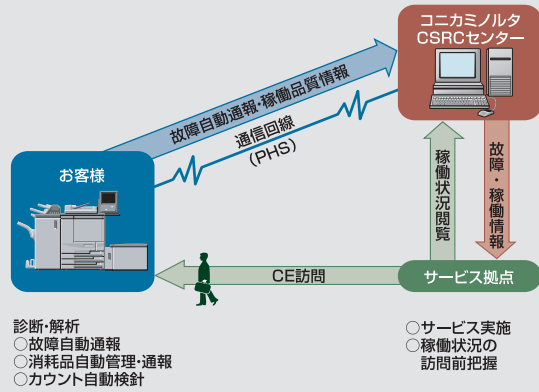 コニカミノルタ
CSRCセンター
故障自動通報・稼働品質情報
通信回線
(PHS)
お客様
稼働状況閲覧
故障・稼働情報
CE訪問
サービス拠点
診断・解析
○故障自動通報
○消耗品自動管理・通報
○カウント自動検針
○サービス実施
○稼働状況の
訪問前把握